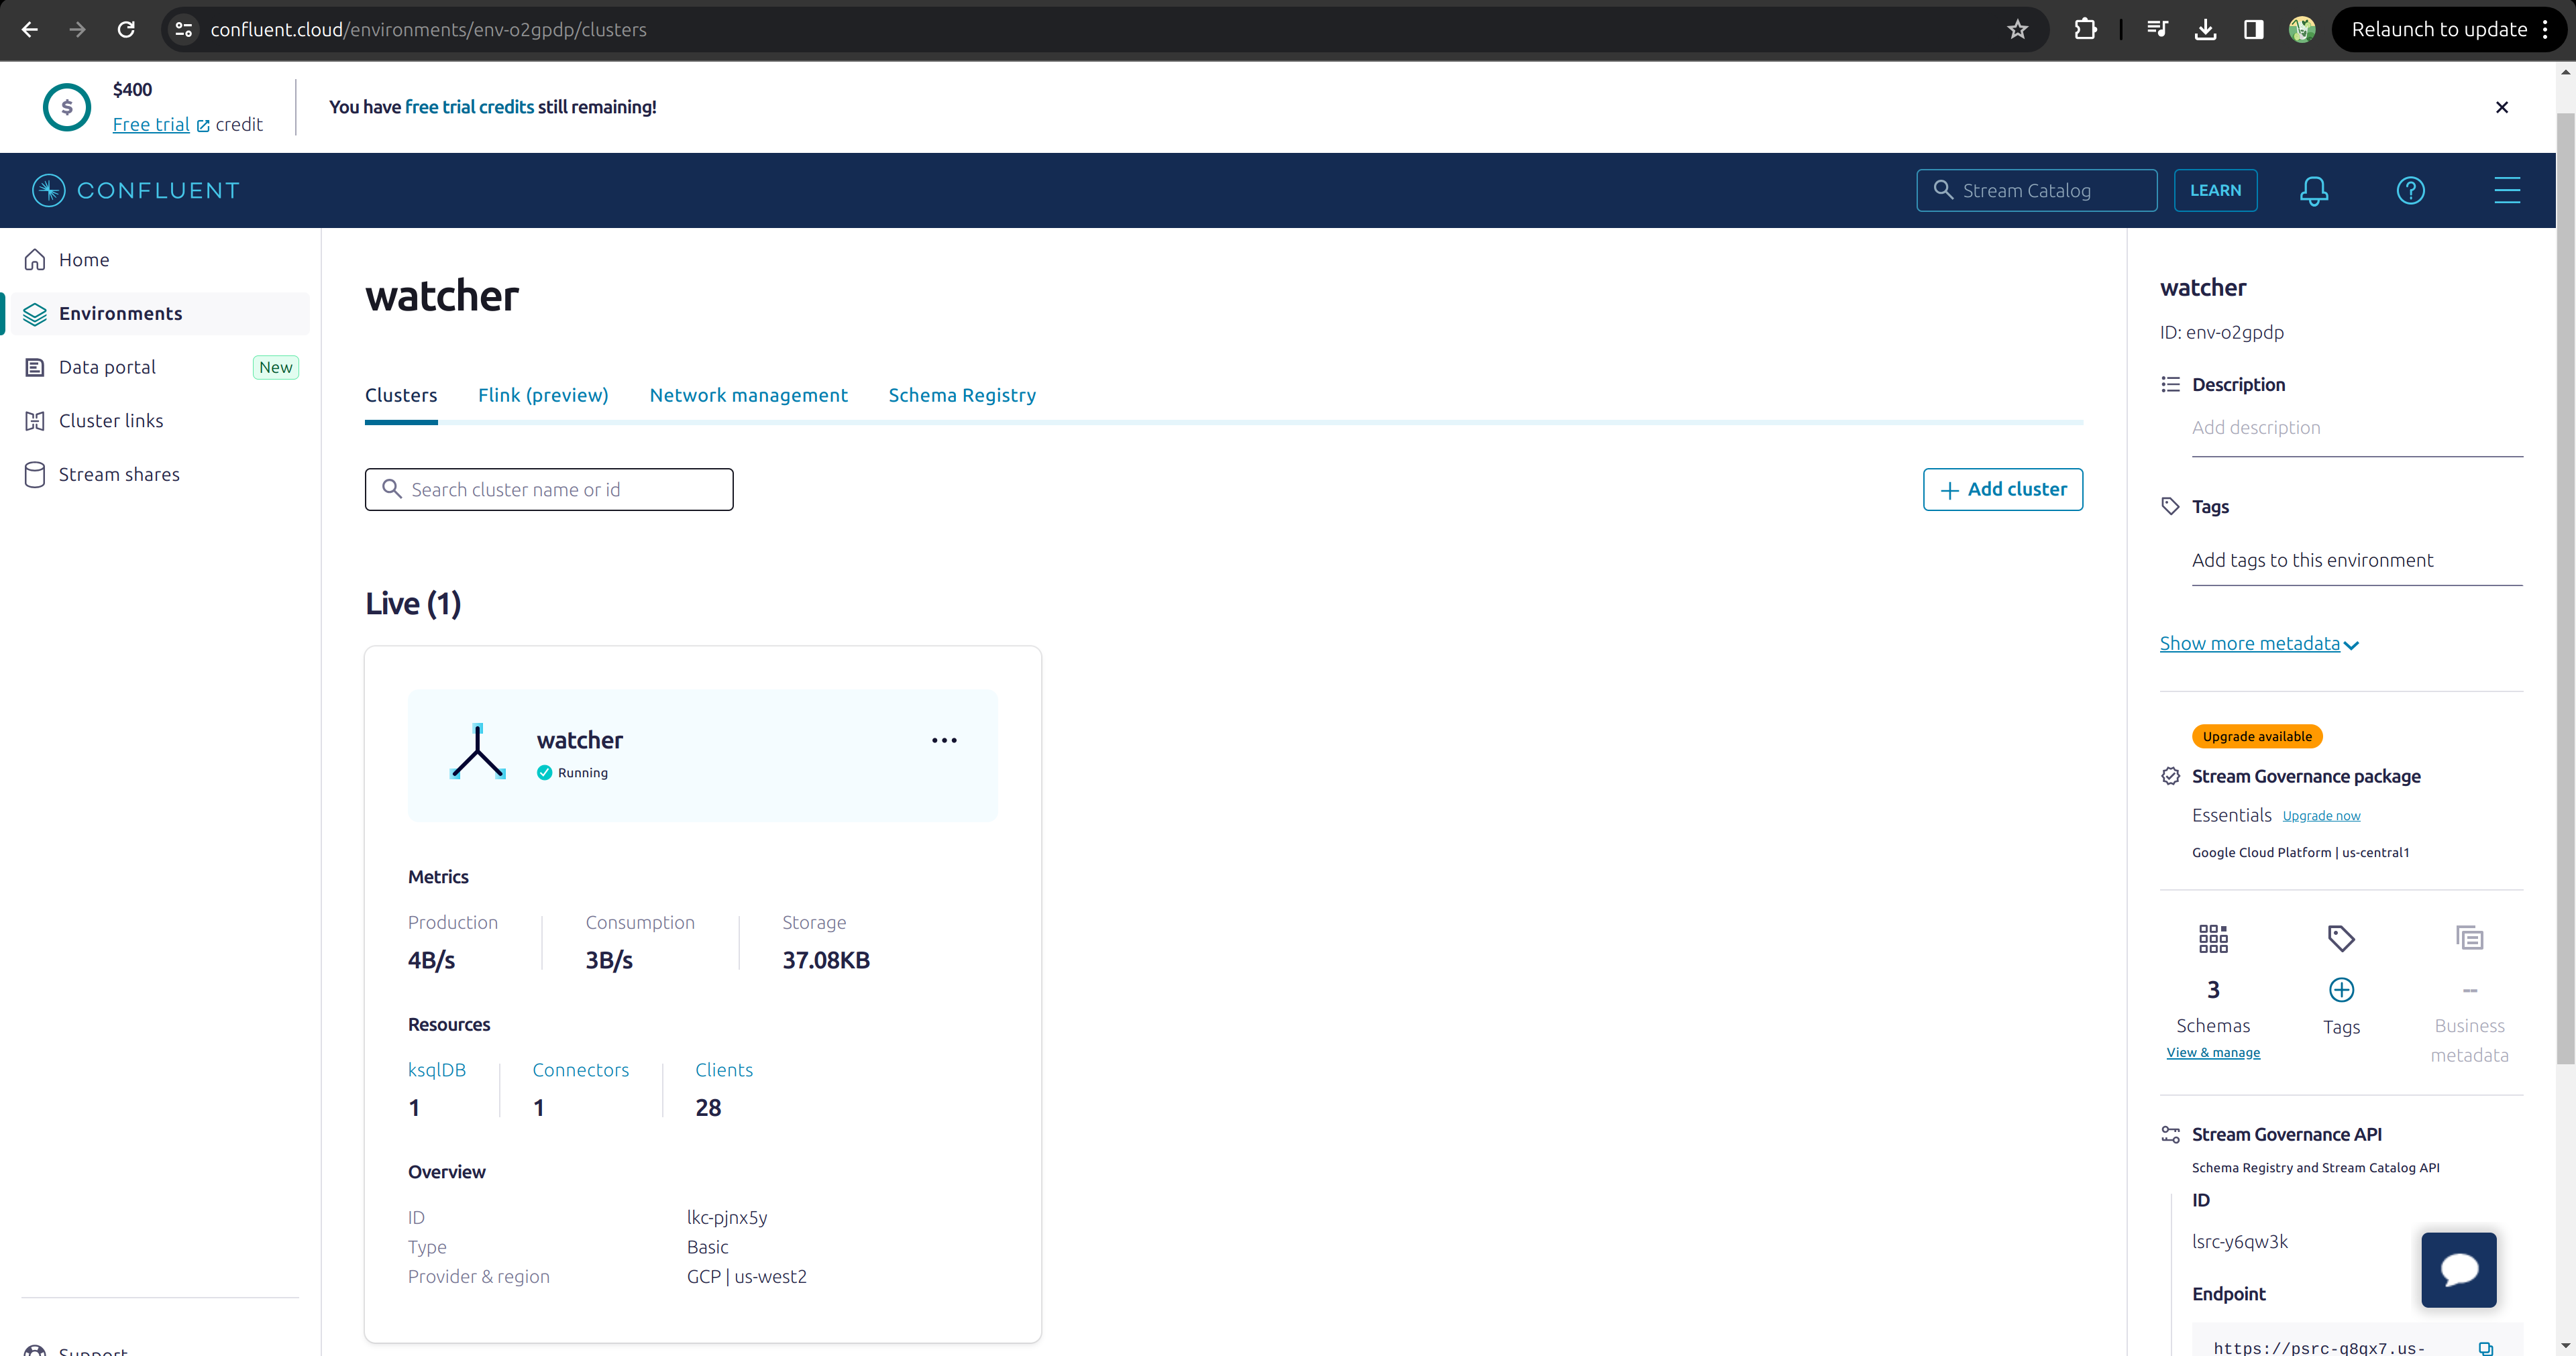 confluent.cloud/environments/env-o2gpdp/clusters
Relaunch to update
$400
Free trial credit
You have free trial credits still remaining!
CONFLUENT
Stream Catalog
LEARN
Home
Environments
Data portal
New
Cluster links
Stream shares
Support
watcher
Clusters
Flink (preview)
Network management
Schema Registry
Search cluster name or id
Add cluster
Live (1)
watcher
Running
Metrics
Production
Consumption
Storage
4B/s
3B/s
37.08KB
Resources
ksqlDB
Connectors
Clients
1
1
28
Overview
ID
lkc-pjnx5y
Type
Basic
Provider & region
GCP | us-west2
watcher
ID: env-o2gpdp
Description
Add description
Tags
Add tags to this environment
Show more metadata
Upgrade available
Stream Governance package
Essentials Upgrade now
Google Cloud Platform | us-central1
3
--
Schemas
Tags
Business
metadata
View & manage
Stream Governance API
Schema Registry and Stream Catalog API
ID
lsrc-y6qw3k
Endpoint
https://psrc-q8qx7.us-